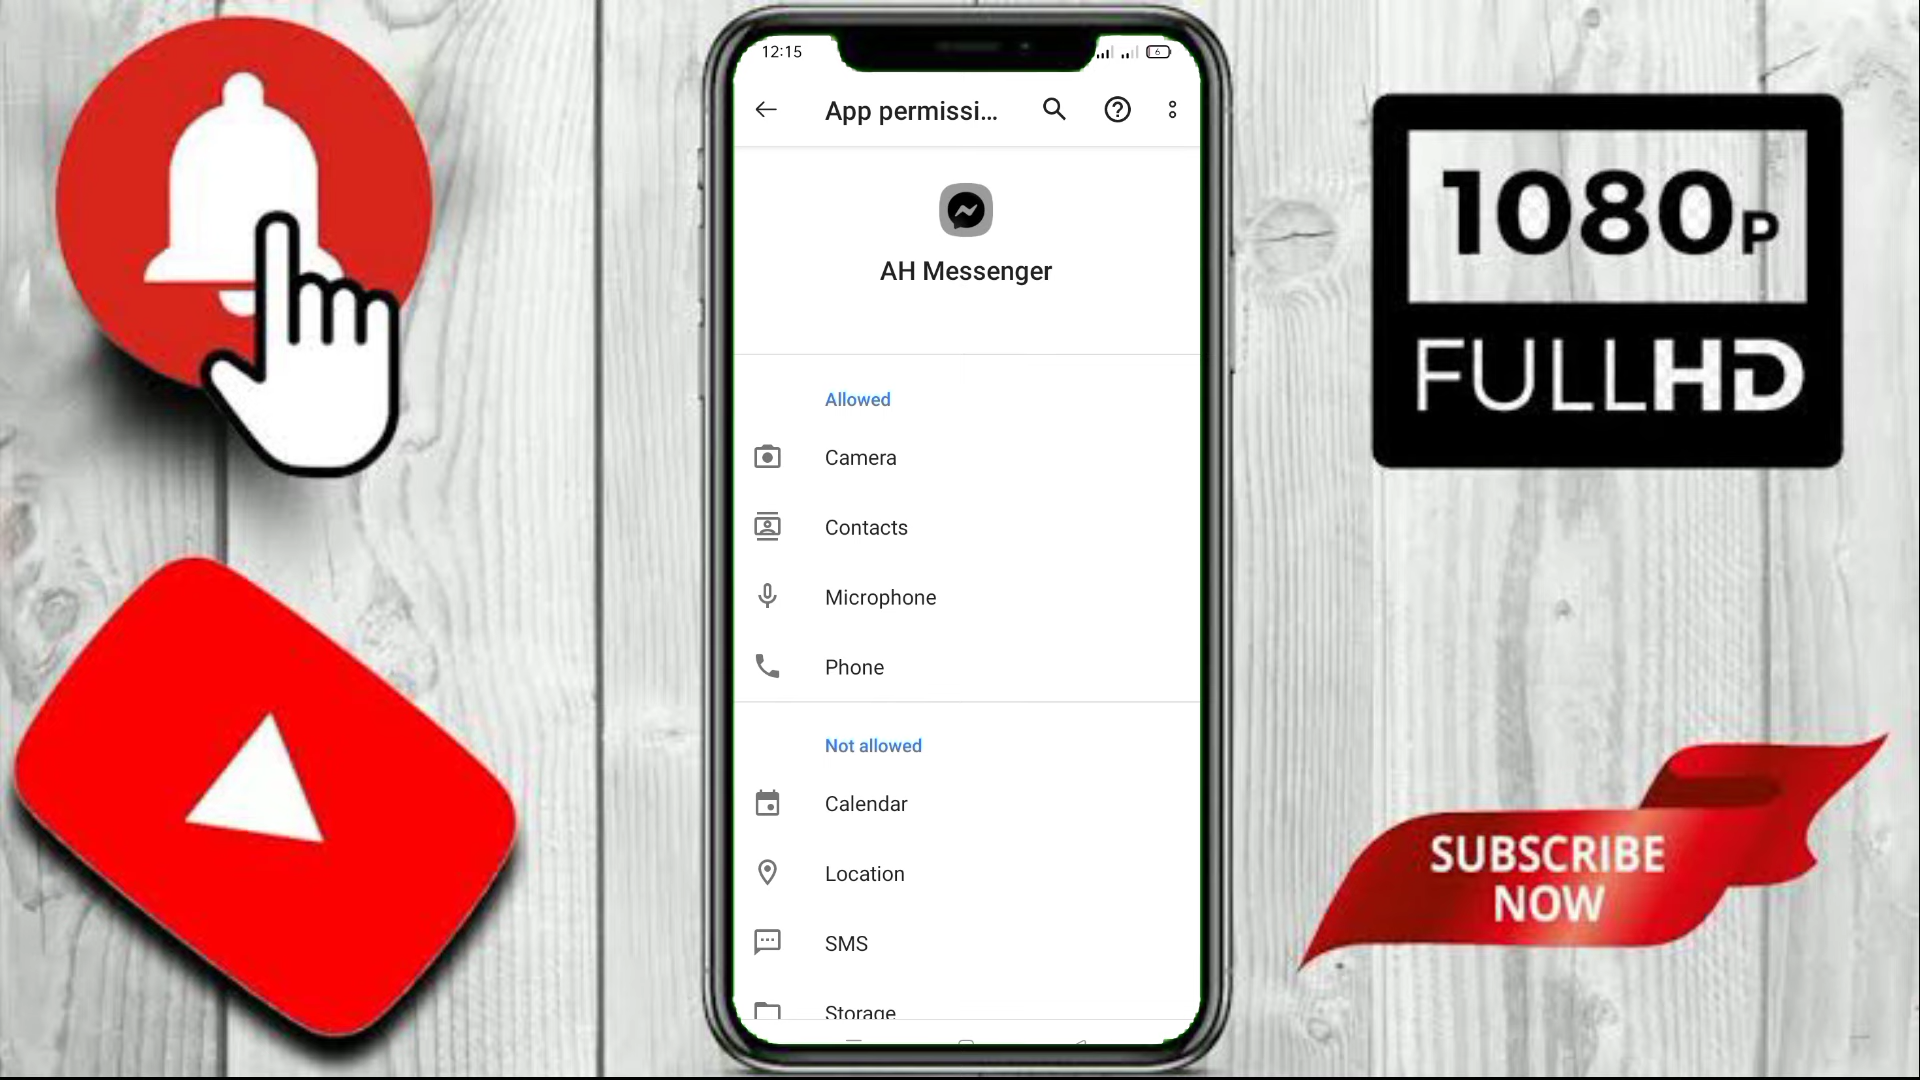 12:15
6
App permissi...
AH Messenger
Allowed
Camera
Contacts
Microphone
Phone
Not allowed
Calendar
Location
SMS
Storage
1080P
FULLHD
SUBSCRIBE
NOW